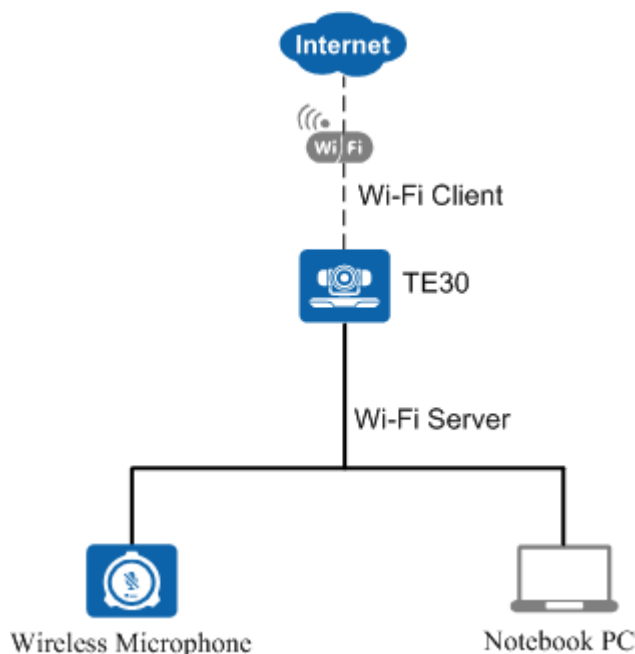 Internet
Wi Fi
Wi-Fi Client
TE30
Wi-Fi Server
Wireless Microphone
Notebook PC